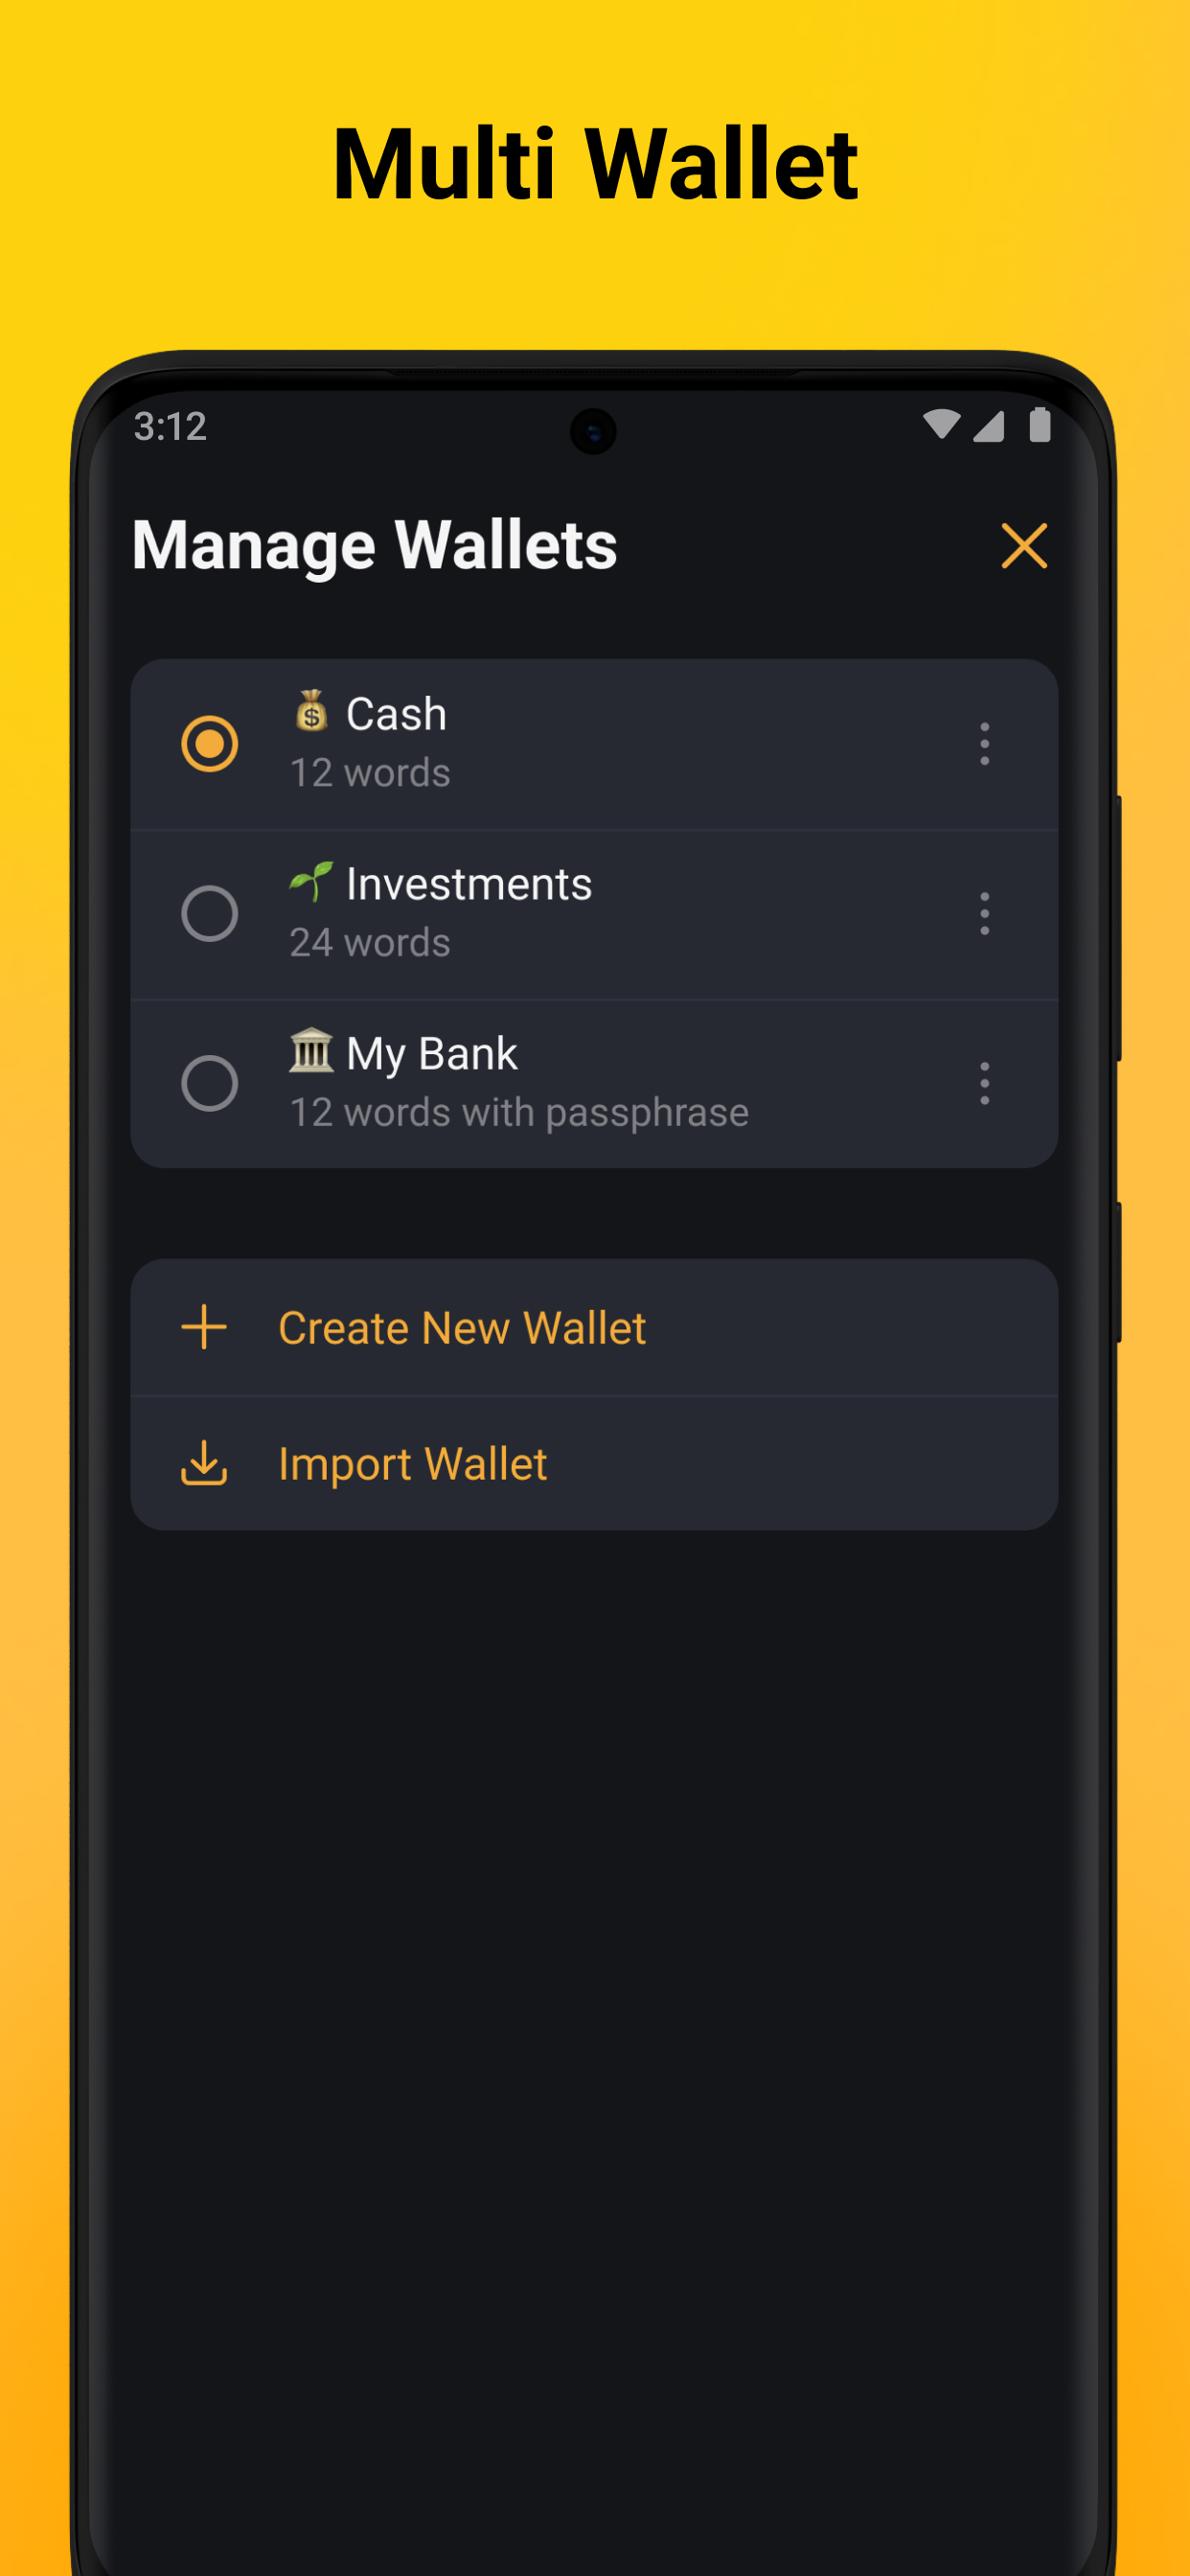 Multi Wallet
3:12
Manage Wallets
💰 Cash
12 words
🌱 Investments
24 words
🏛️ My Bank
12 words with passphrase
Create New Wallet
Import Wallet